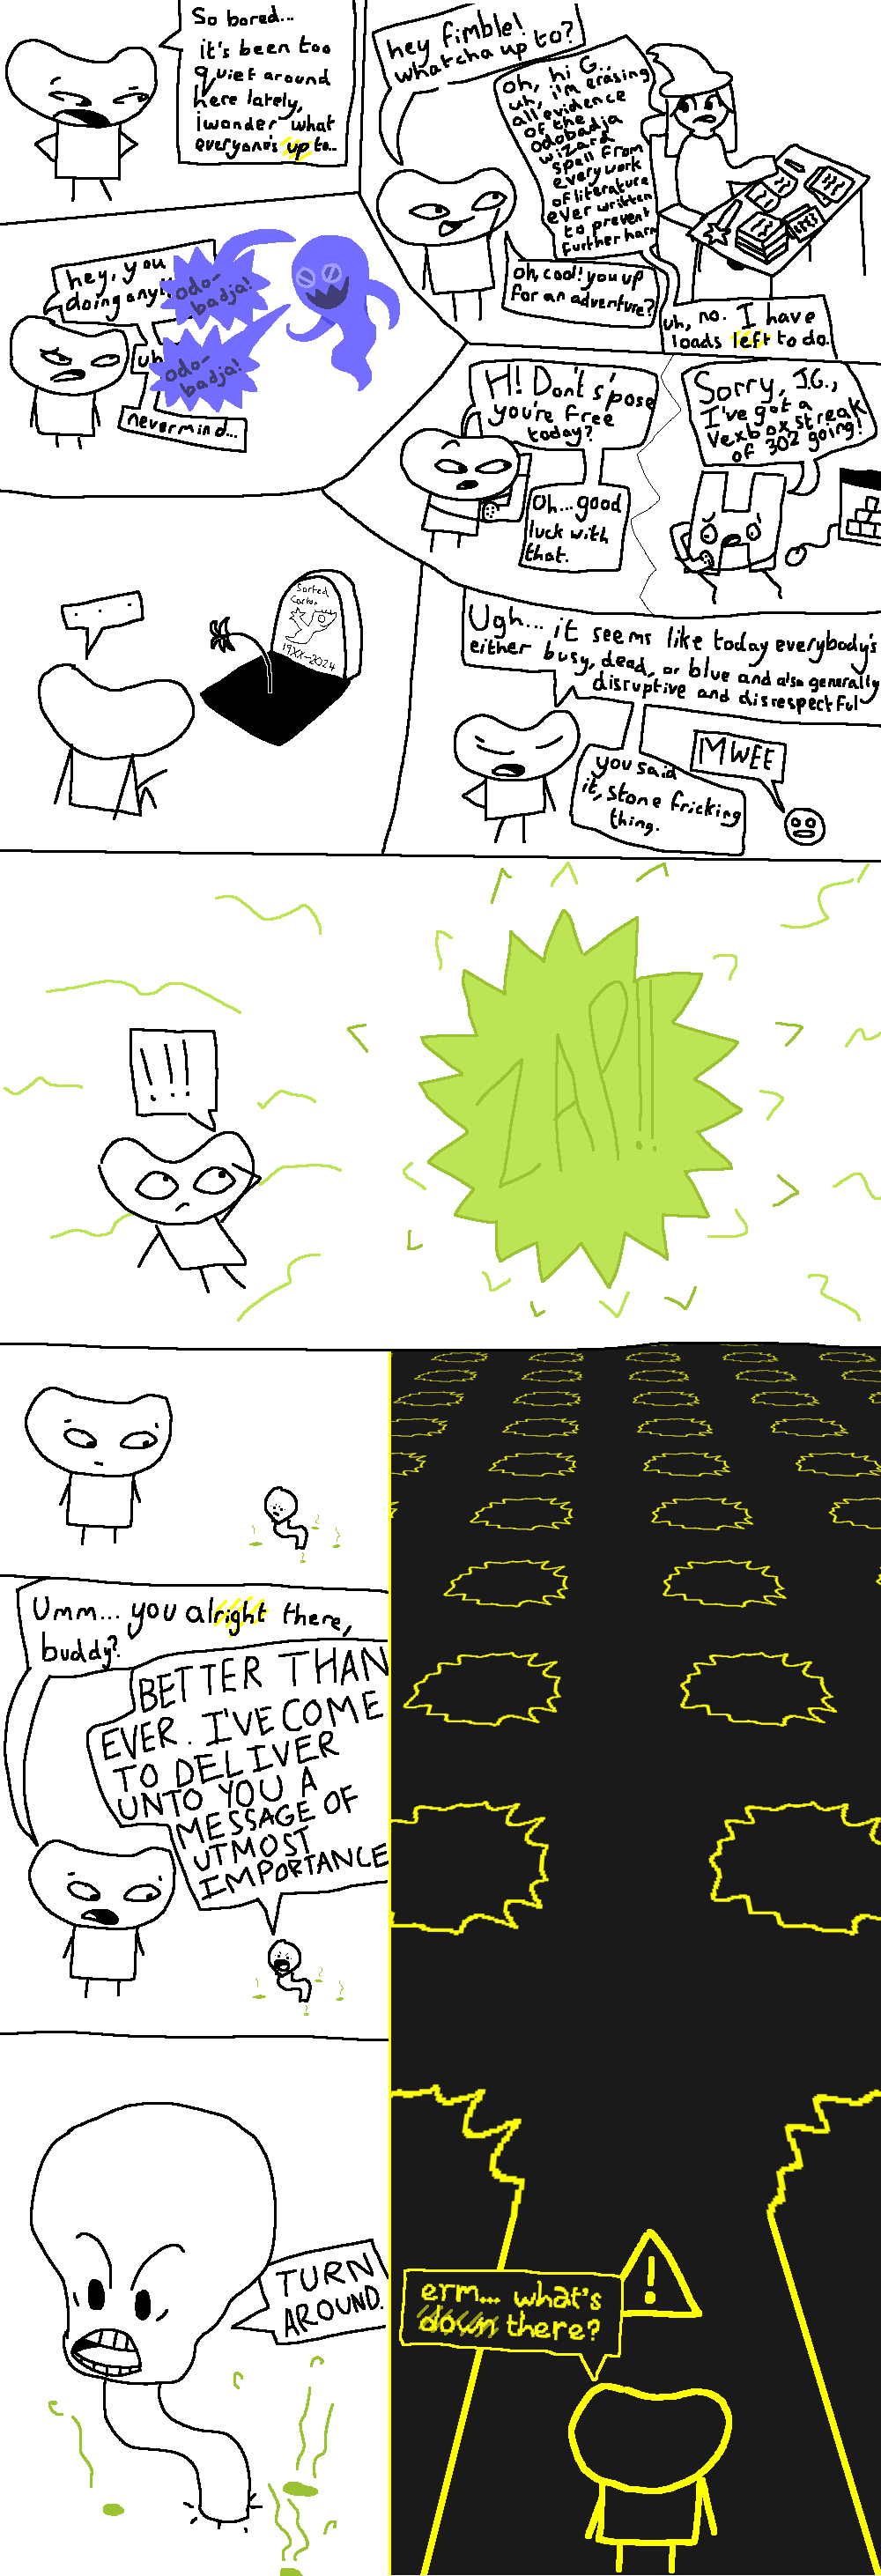 So bored...
it's been too
quiet around
here lately,
i wonder what
everyone's up to..
hey fimble!
whatcha up to?
oh, hi G..
uh, i'm erasing
all evidence
of the
odobadja
wizard
spell from
every work
of literature
ever written
to prevent
further harm
oh, cool! you up
for an adventure?
uh, no. I have
loads left to do.
hey, you
doing any
odo-
badja!
uh
odo-
badja!
nevermind...
H! Don't s'pose
you're free
today?
Sorry, J.G.,
I've got a
Vexbox streak
of 302 going!
Oh...good
luck with
that.
...
Sorted
19XX-2024
Ugh... it seems like today everybody's
either busy, dead, or blue and also generally
disruptive and disrespectful
MWEE
you said
it, stone fricking
thing.
!!!
ZAP!!
Umm... you alright there,
buddy?
BETTER THAN
EVER. I'VE COME
TO DELIVER
UNTO YOU A
MESSAGE OF
UTMOST
IMPORTANCE
TURN
AROUND.
!
erm... what's
down there?